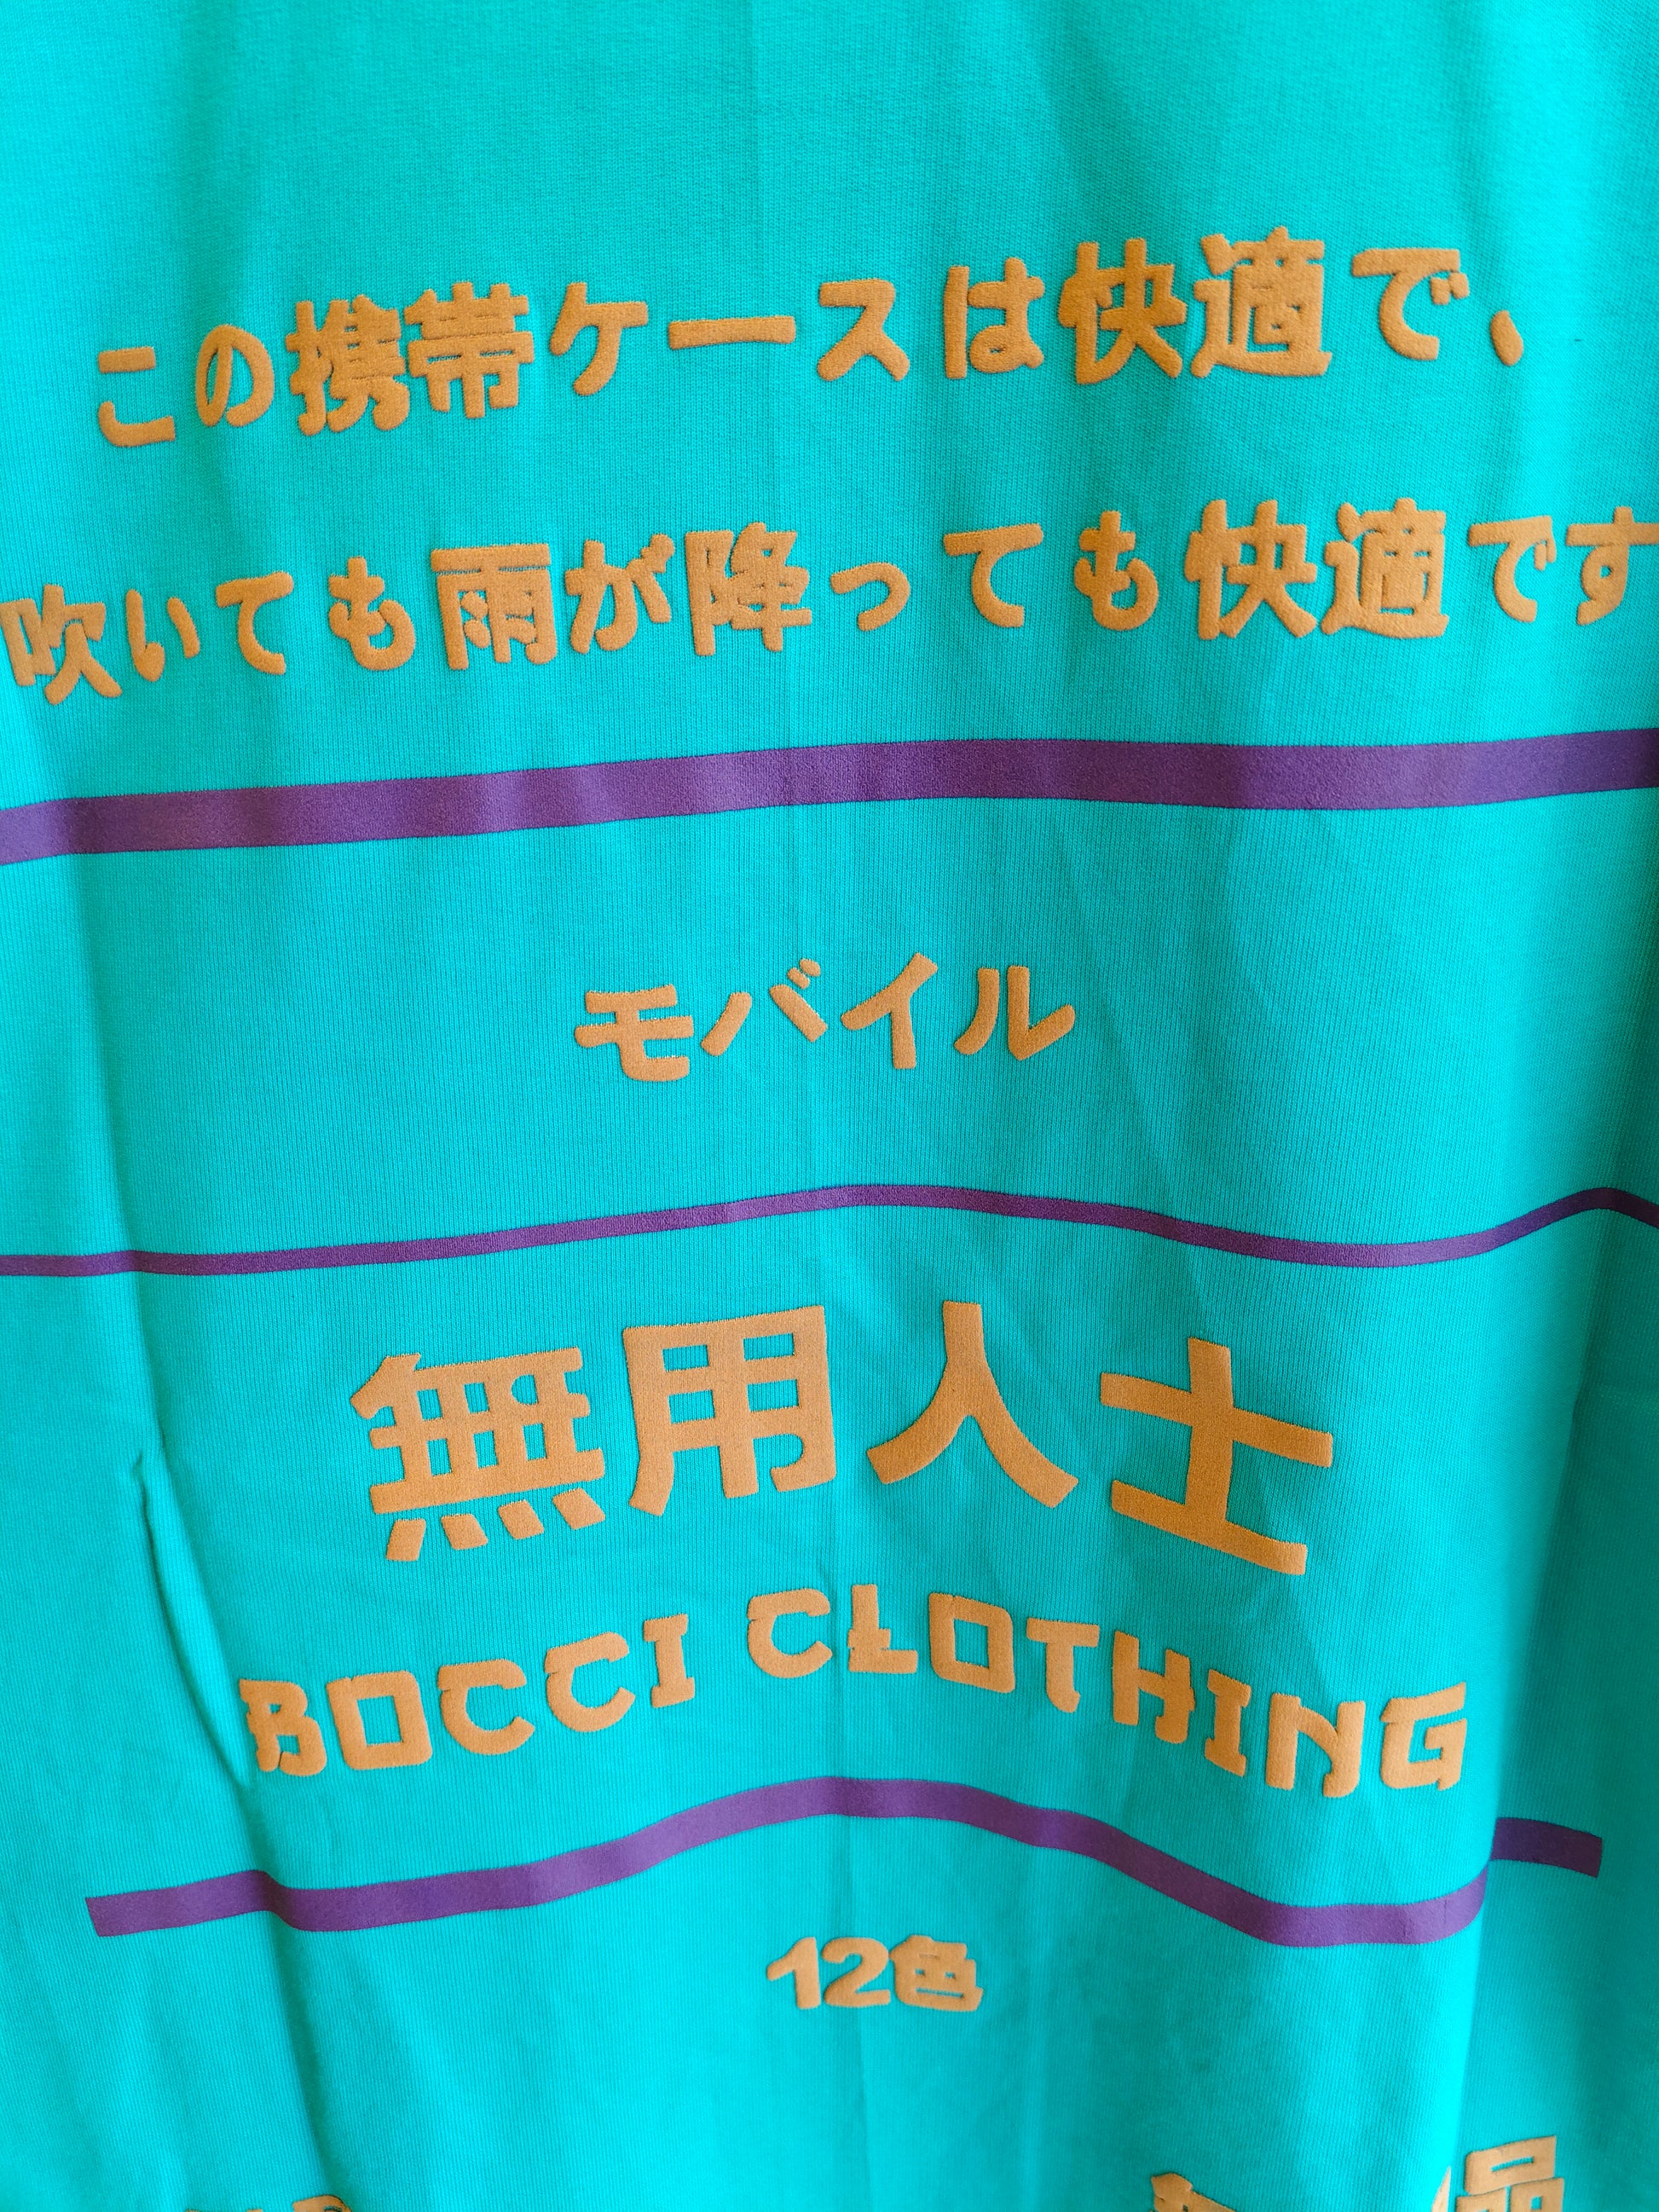 この携帯ケースは快適で、
吹いても雨が降っても快適です
モバイル
無用人士
BOCCI CLOTHING
12色
品